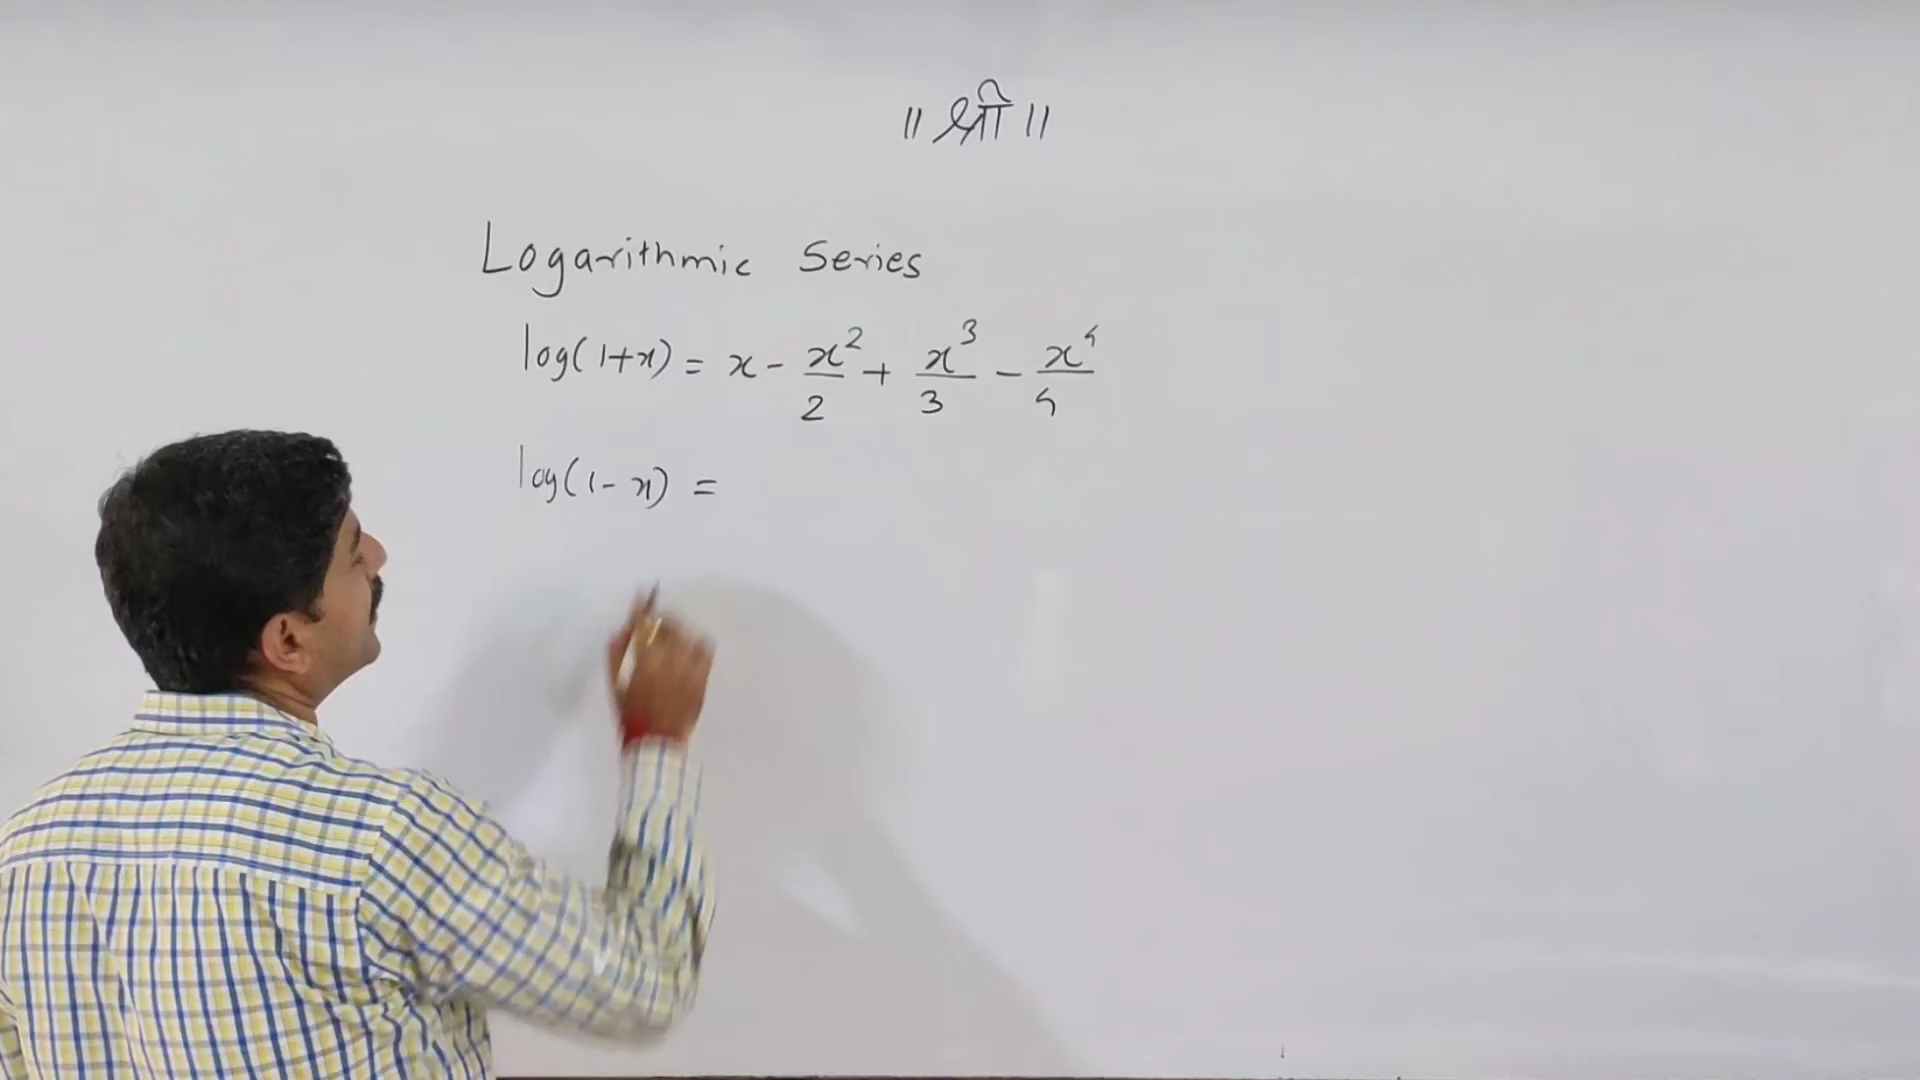 ॥ श्री ॥
Logarithmic Series
log(1+x) = x - x²/2 + x³/3 - x⁴/4
log(1-x) =